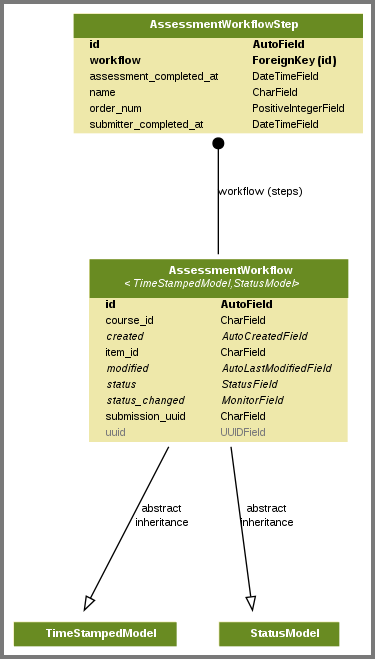 AssessmentWorkflowStep
id AutoField
workflow ForeignKey (id)
assessment_completed_at DateTimeField
name CharField
order_num PositiveIntegerField
submitter_completed_at DateTimeField
workflow (steps)
AssessmentWorkflow
< TimeStampedModel,StatusModel>
id AutoField
course_id CharField
created AutoCreatedField
item_id CharField
modified AutoLastModifiedField
status StatusField
status_changed MonitorField
submission_uuid CharField
uuid UUIDField
abstract
inheritance
abstract
inheritance
TimeStampedModel
StatusModel